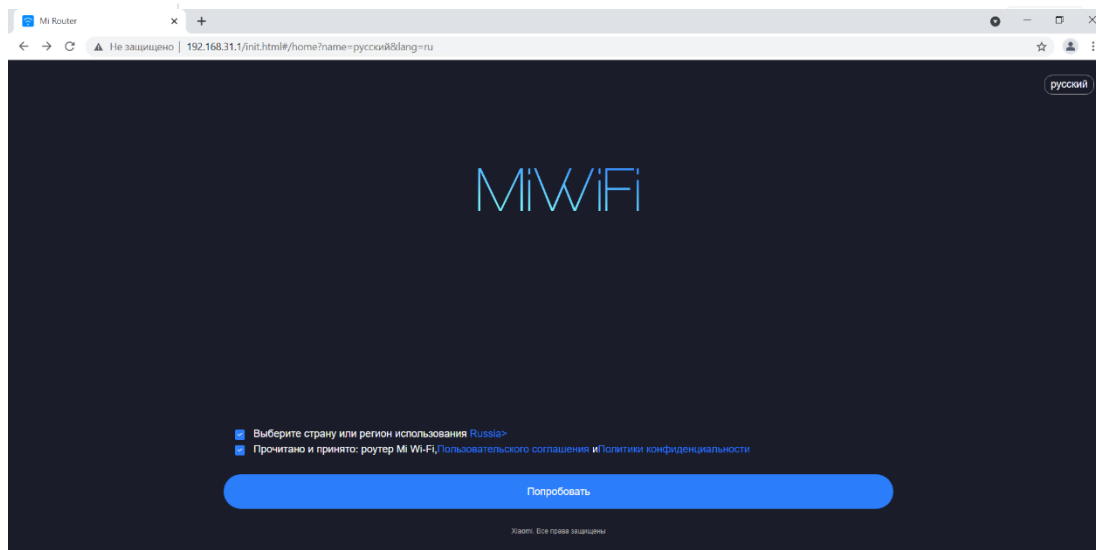 Mi Router
Не защищено | 192.168.31.1/init.html#/home?name=русский&lang=ru
русский
MiWiFi
Выберите страну или регион использования Russia>
Прочитано и принято: роутер Mi Wi-Fi,Пользовательского соглашения иПолитики конфиденциальности
Попробовать
Xiaomi. Все права защищены